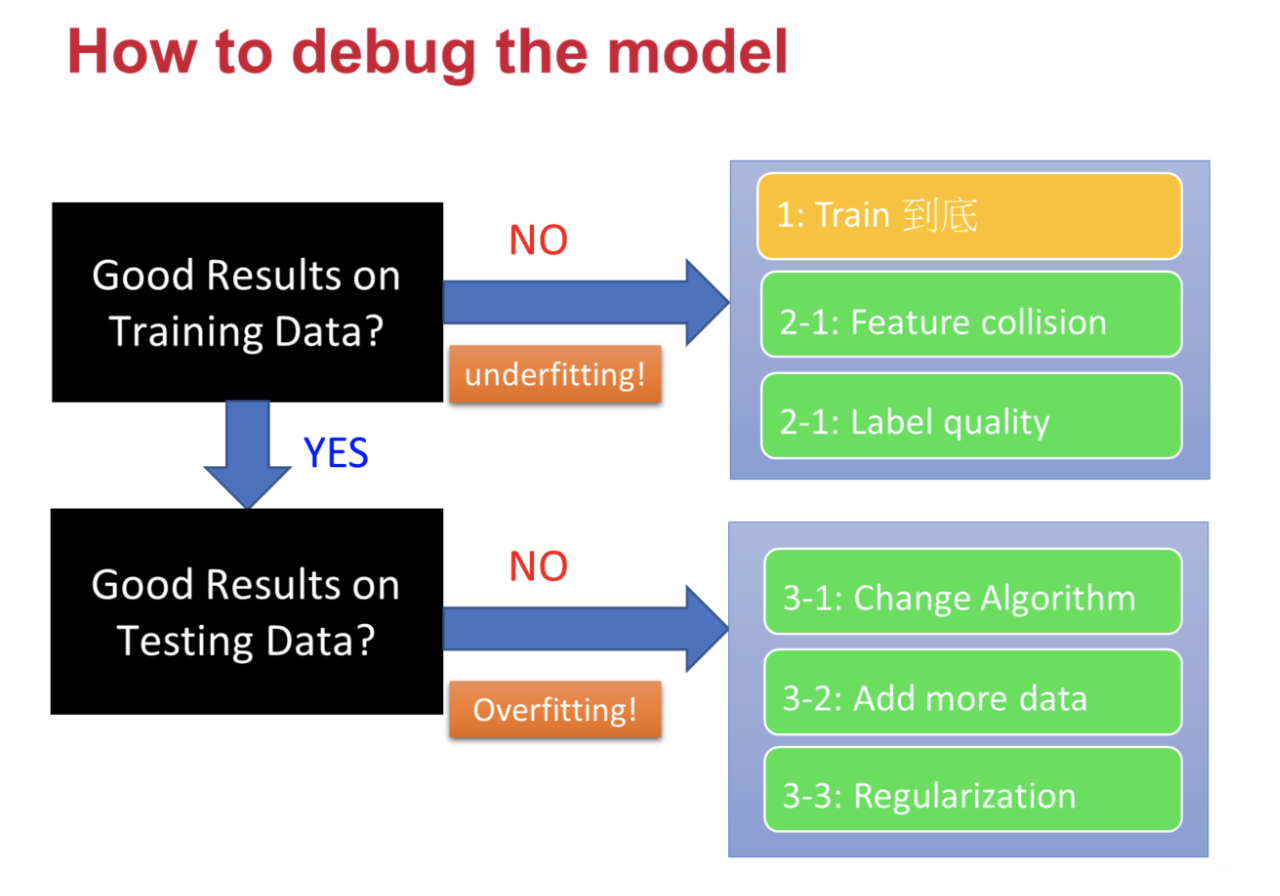 How to debug the model
Good Results on
Training Data?
NO
underfitting!
1: Train 到底
2-1: Feature collision
2-1: Label quality
YES
Good Results on
Testing Data?
NO
Overfitting!
3-1: Change Algorithm
3-2: Add more data
3-3: Regularization